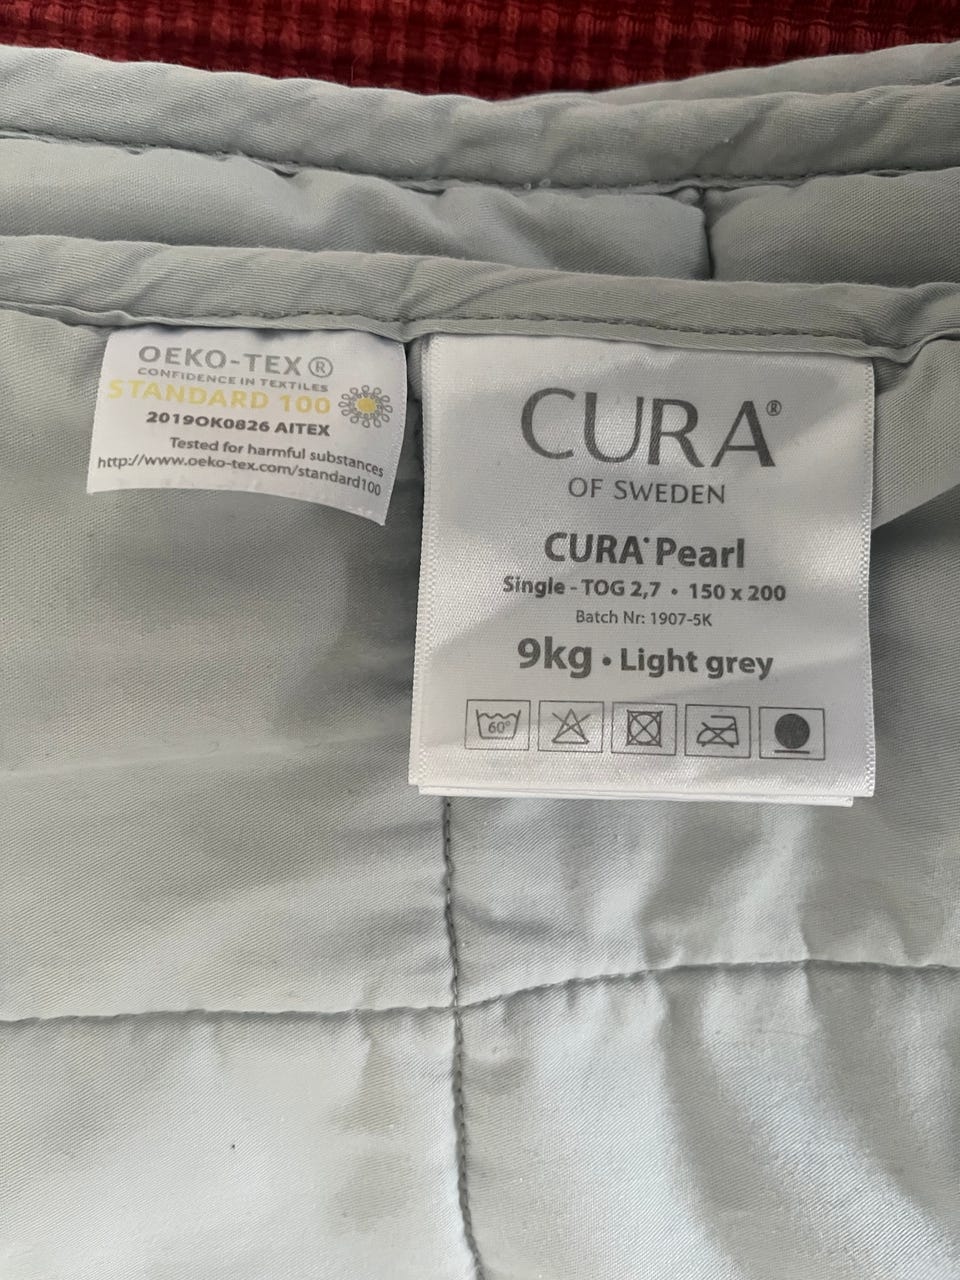 OEKO-TEX®
CONFIDENCE IN TEXTILES
STANDARD 100
2019OK0826 AITEX
Tested for harmful substances
http://www.oeko-tex.com/standard100
CURA®
OF SWEDEN
CURA® Pearl
Single - TOG 2,7 • 150 x 200
Batch Nr: 1907-5K
9kg • Light grey
60°